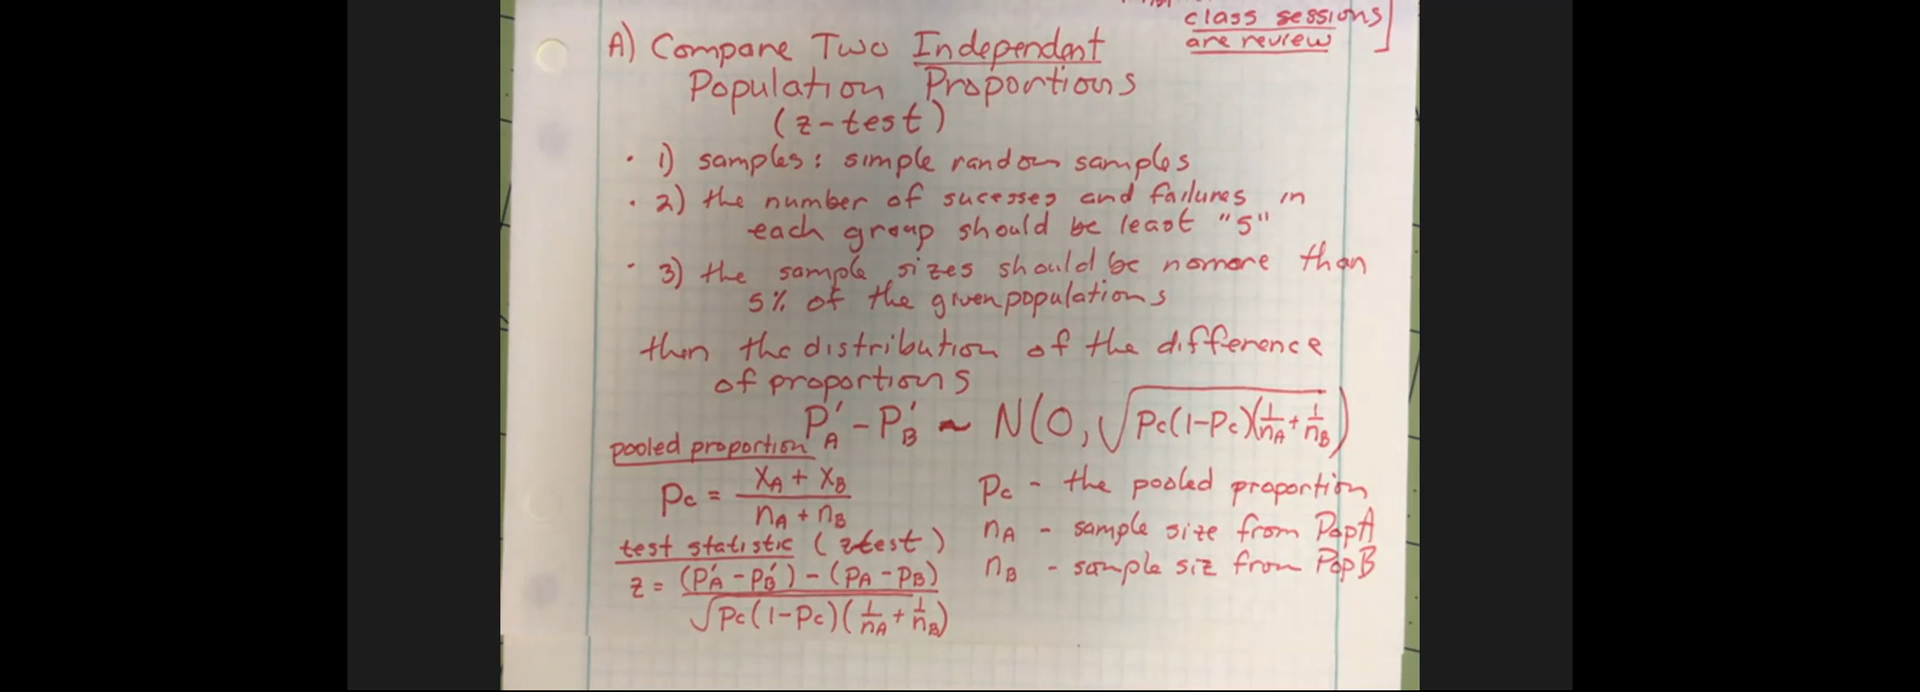 class sessions]
are review
A) Compare Two Independent
Population Proportions
(z-test)
• 1) samples: simple random samples
• 2) the number of sucesses and failures in
each group should be least "5"
• 3) the sample sizes should be nomore than
5% of the given populations
then the distribution of the difference
of proportions
P'A - P'B ~ N(0, √Pc(1-Pc)(1/nA + 1/nB))
pooled proportion
Pc = XA + XB / nA + nB
Pc - the pooled proportion
nA - sample size from PopA
nB - sample siz from PopB
test statistic (ztest)
z = (P'A - P'B) - (PA - PB) / √Pc(1-Pc)(1/nA + 1/nB)